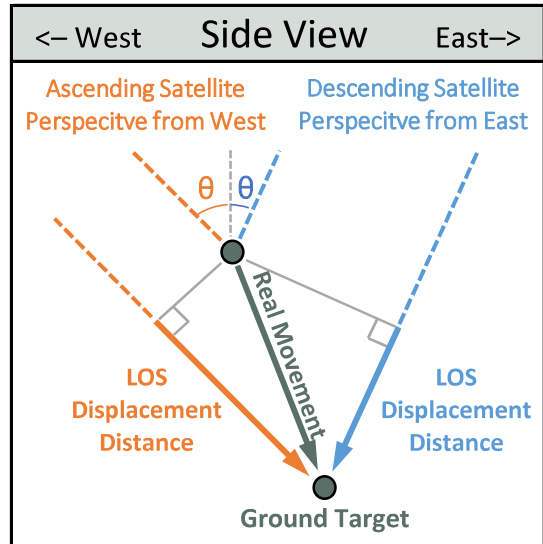 <– West Side View East–>
Ascending Satellite
Perspecitve from West
Descending Satellite
Perspecitve from East
θ θ
Real Movement
LOS
Displacement
Distance
LOS
Displacement
Distance
Ground Target